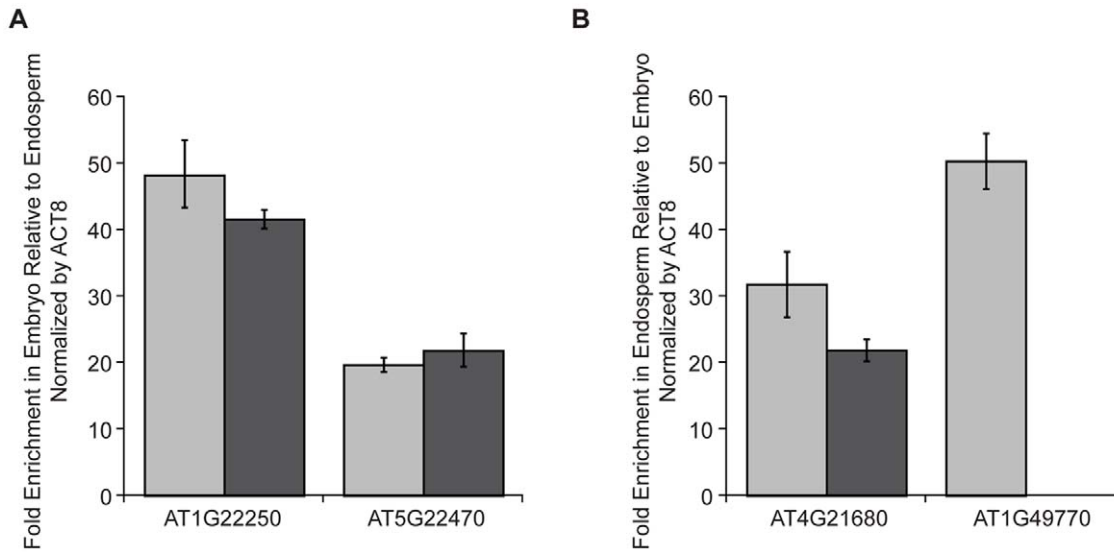 A
Fold Enrichment in Embryo Relative to Endosperm
Normalized by ACT8
60
50
40
30
20
10
0
AT1G22250
AT5G22470
B
Fold Enrichment in Endosperm Relative to Embryo
Normalized by ACT8
60
50
40
30
20
10
0
AT4G21680
AT1G49770